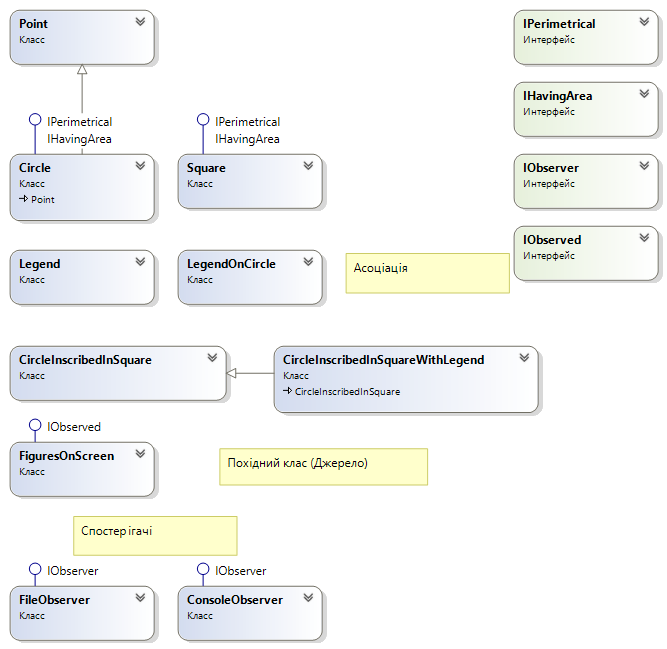 Point
Класс
IPerimetrical
Интерфейс
IHavingArea
Интерфейс
IPerimetrical
IHavingArea
IPerimetrical
IHavingArea
Circle
Класс
Point
Square
Класс
IObserver
Интерфейс
IObserved
Интерфейс
Legend
Класс
LegendOnCircle
Класс
Асоціація
CircleInscribedInSquare
Класс
CircleInscribedInSquareWithLegend
Класс
CircleInscribedInSquare
IObserved
FiguresOnScreen
Класс
Похідний клас (Джерело)
Спостерігачі
IObserver
IObserver
FileObserver
Класс
ConsoleObserver
Класс